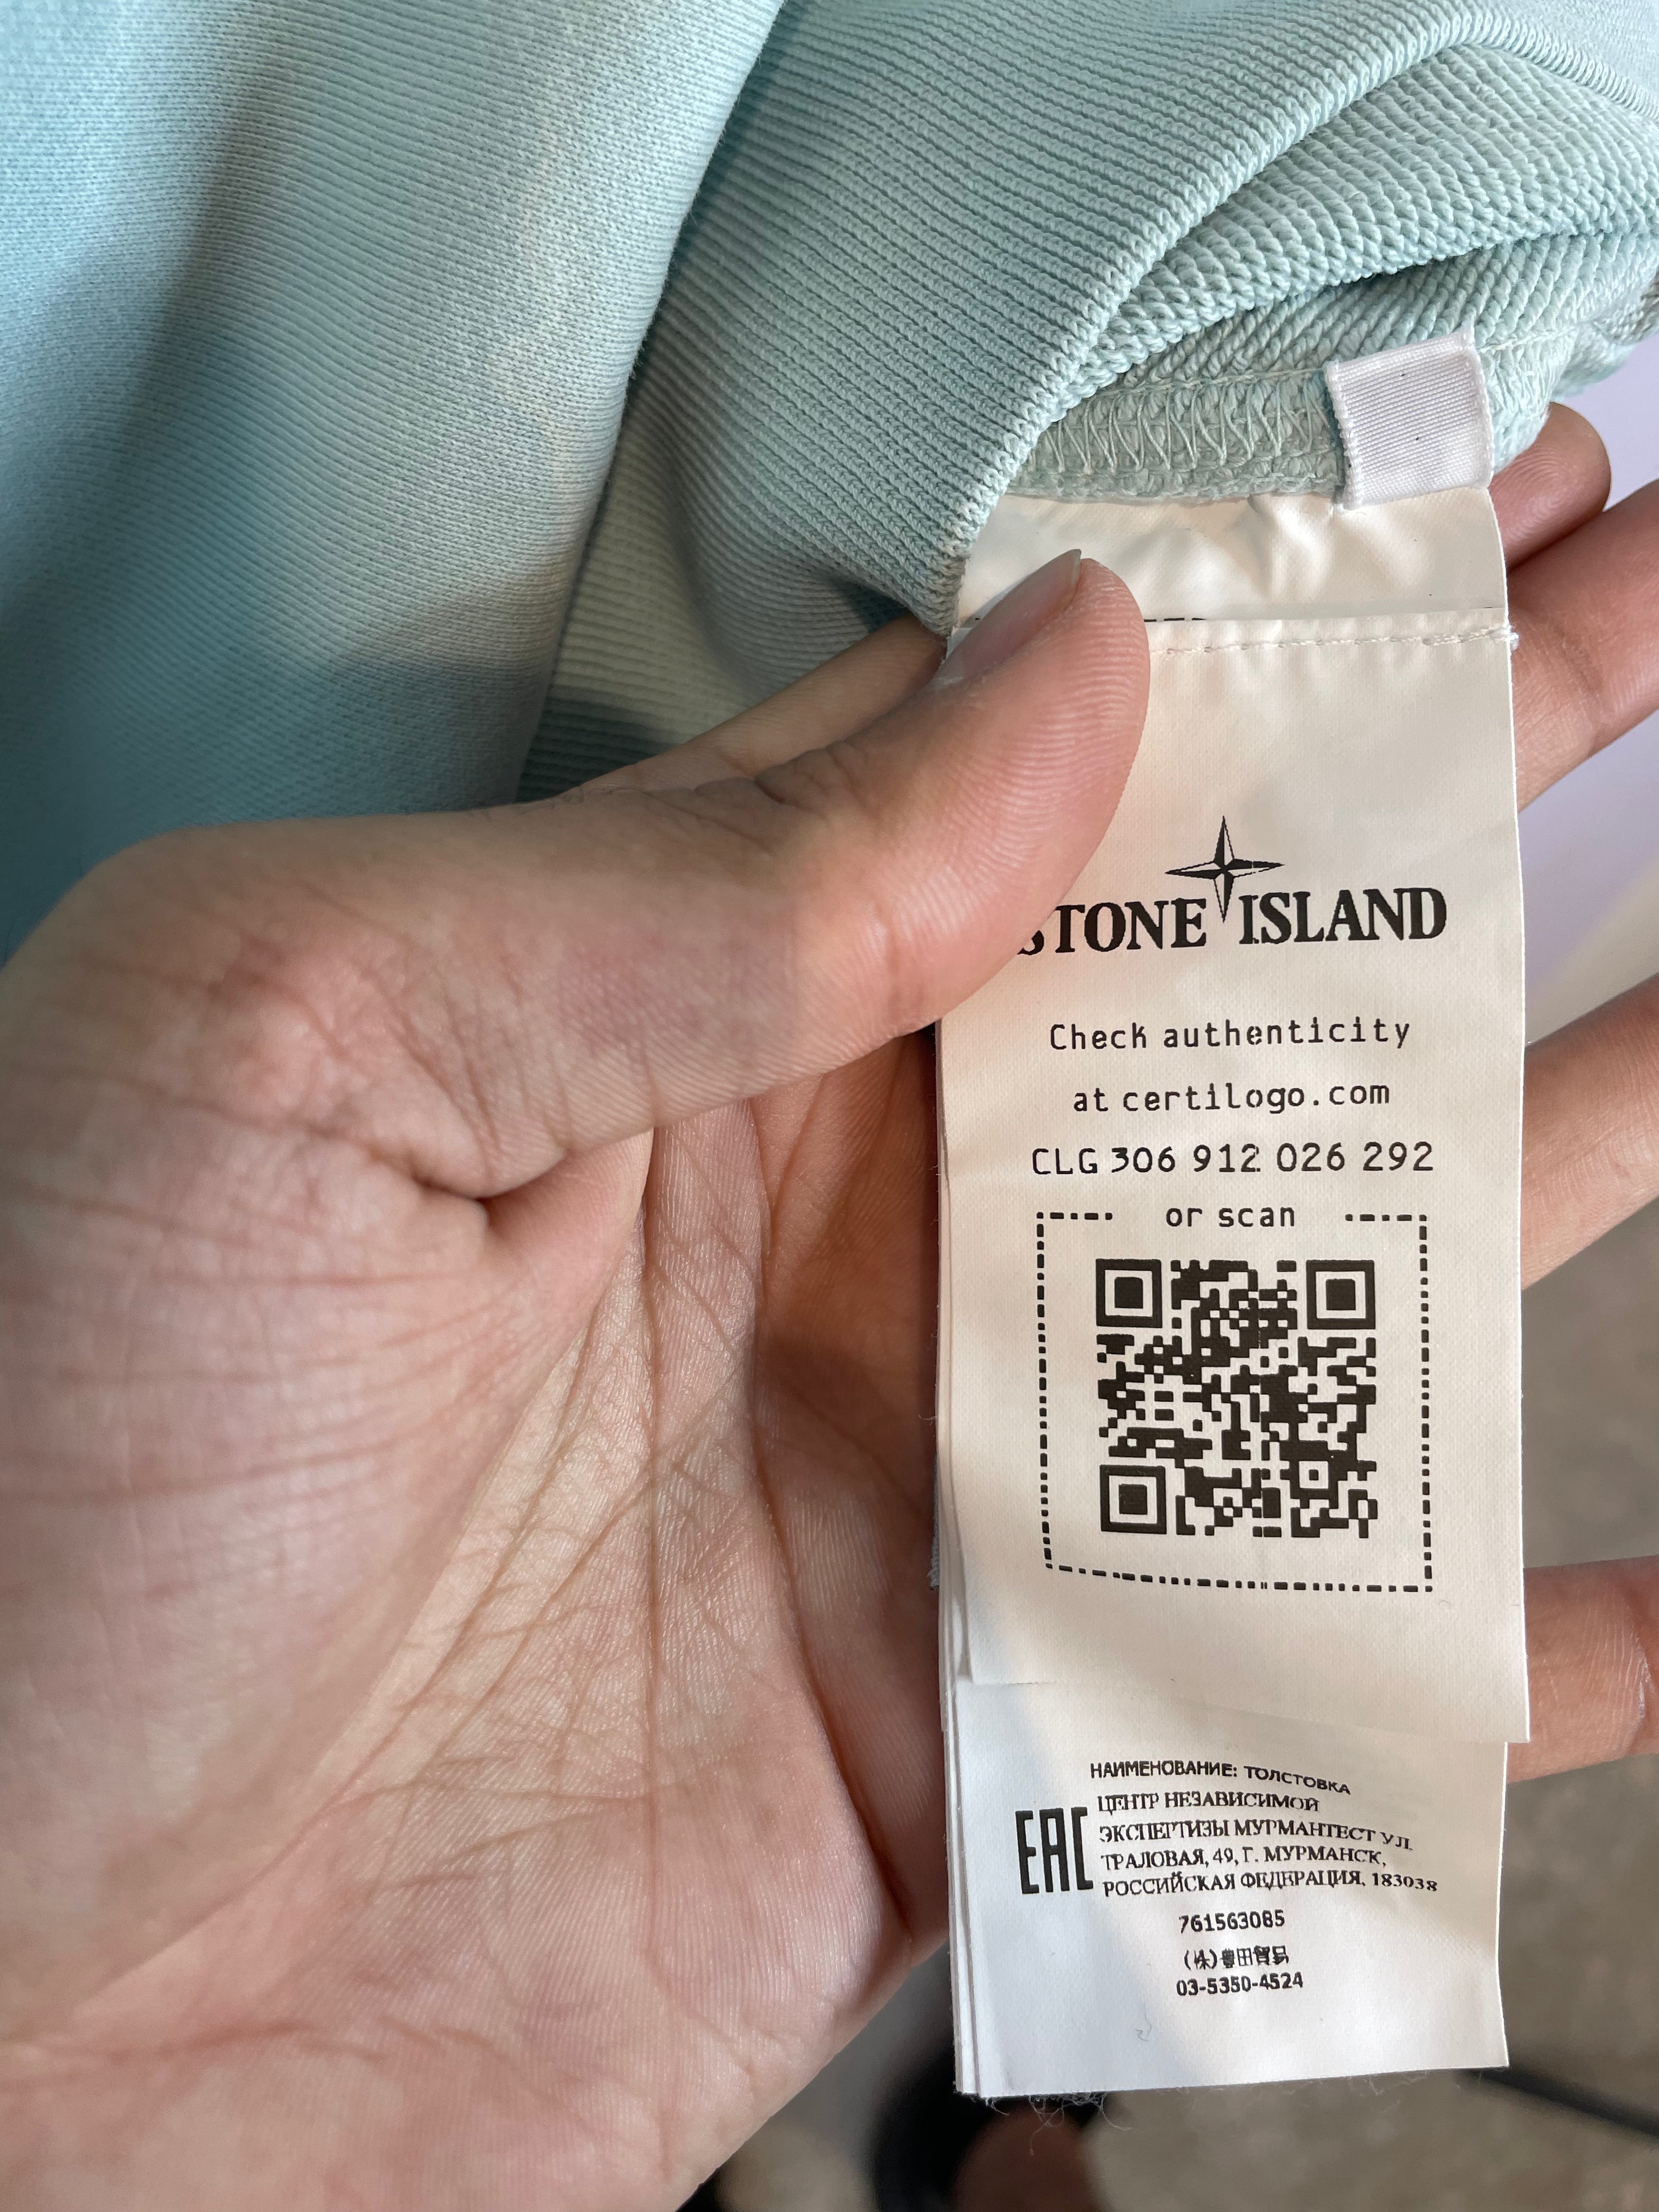 STONE ISLAND
Check authenticity
at certilogo.com
CLG 306 912 026 292
or scan
НАИМЕНОВАНИЕ: ТОЛСТОВКА
EAC
ЦЕНТР НЕЗАВИСИМОЙ
ЭКСПЕРТИЗЫ МУРМАНТЕСТ УЛ.
ТРАЛОВАЯ, 49, Г. МУРМАНСК,
РОССИЙСКАЯ ФЕДЕРАЦИЯ, 183038
761563085
(株)豊田貿易
03-5350-4524